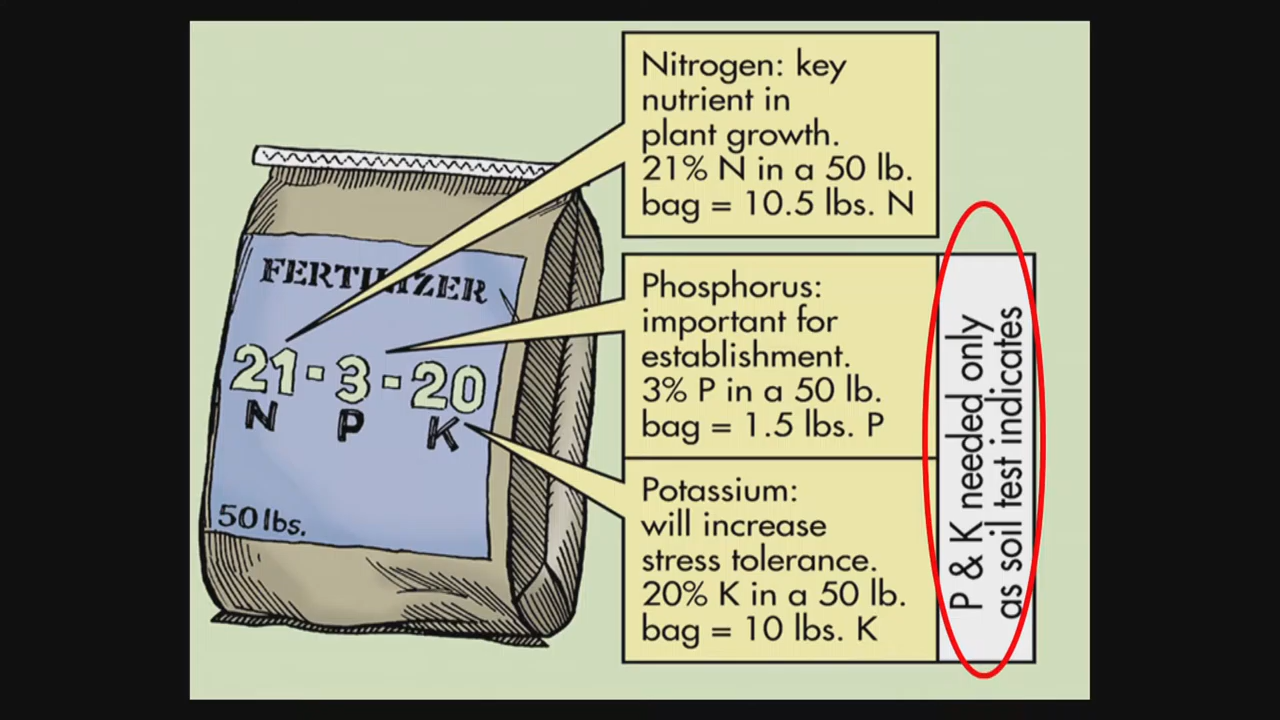 FERTILIZER
21-3-20
N P K
50 lbs.
Nitrogen: key
nutrient in
plant growth.
21% N in a 50 lb.
bag = 10.5 lbs. N
Phosphorus:
important for
establishment.
3% P in a 50 lb.
bag = 1.5 lbs. P
Potassium:
will increase
stress tolerance.
20% K in a 50 lb.
bag = 10 lbs. K
P & K needed only
as soil test indicates